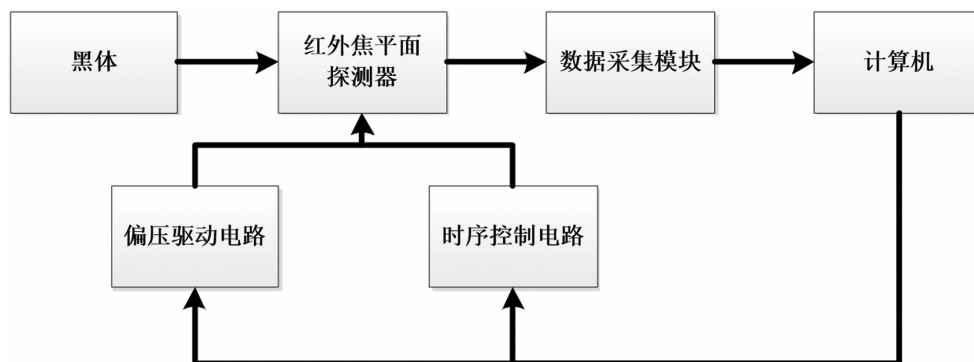 黑体
红外焦平面
探测器
数据采集模块
计算机
偏压驱动电路
时序控制电路